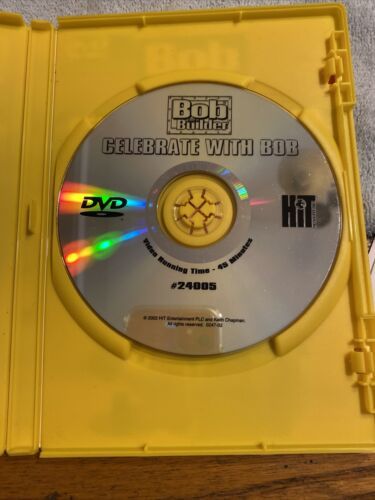 Bob
the Builder
CELEBRATE WITH BOB
DVD
HiT
Video Running Time - 45 Minutes
#24005
© 2002 HIT Entertainment PLC and Keith Chapman.
All rights reserved.